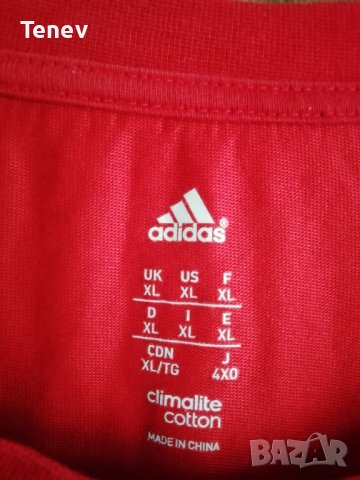 Tenev
adidas®
UK US F
XL XL XL
D I E
XL XL XL
CDN J
XL/TG 4XO
climalite
cotton
MADE IN CHINA
BAZAR